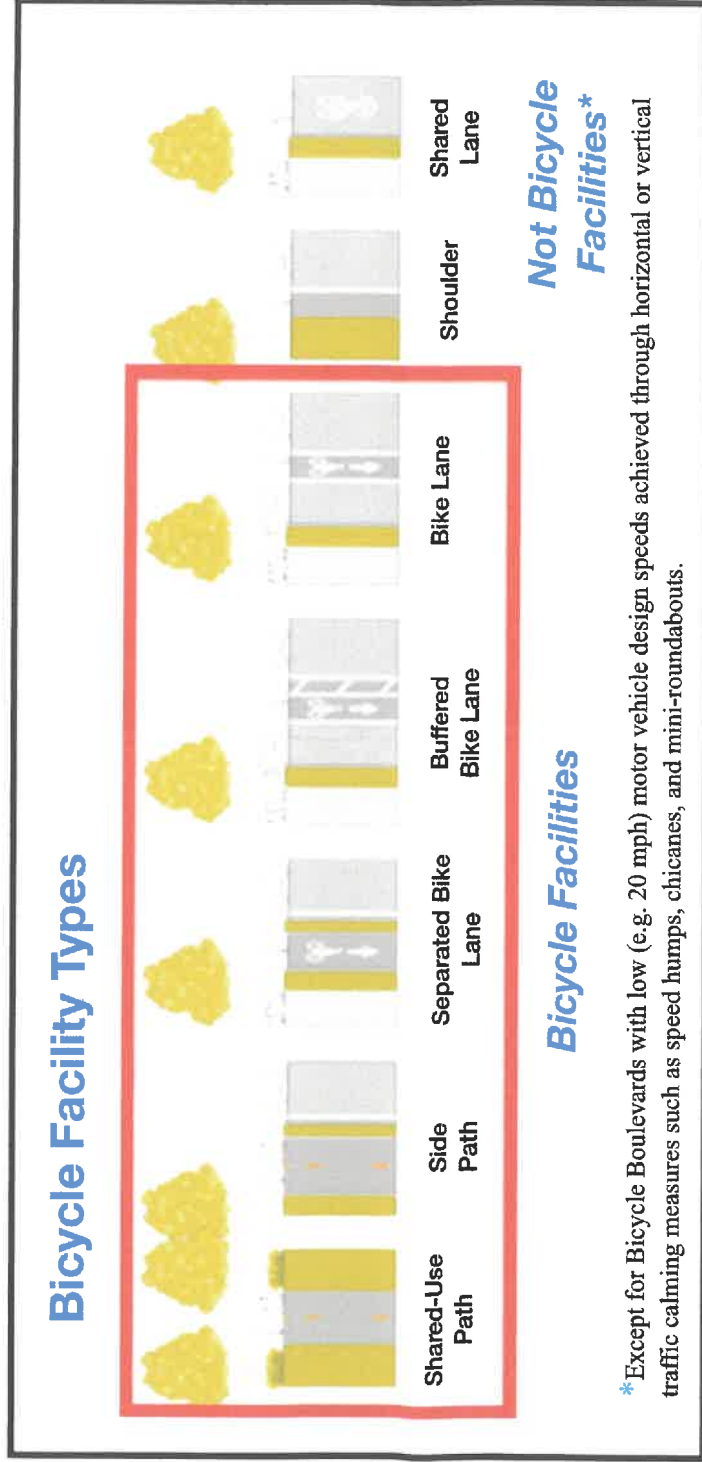 Bicycle Facility Types
Shared-Use
Path
Side
Path
Separated Bike
Lane
Buffered
Bike Lane
Bike Lane
Shoulder
Shared
Lane
Bicycle Facilities
Not Bicycle
Facilities*
*Except for Bicycle Boulevards with low (e.g. 20 mph) motor vehicle design speeds achieved through horizontal or vertical
traffic calming measures such as speed humps, chicanes, and mini-roundabouts.